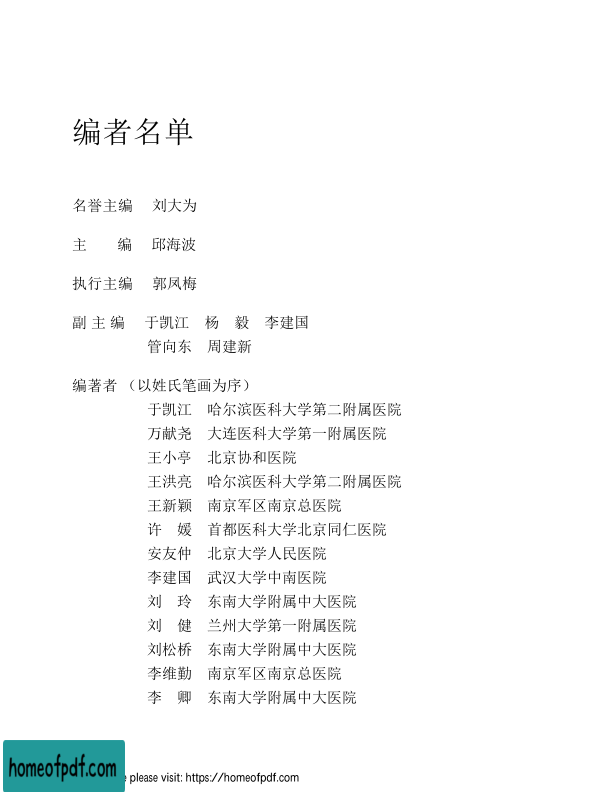 编者名单
名誉主编 刘大为
主 编 邱海波
执行主编 郭凤梅
副 主 编 于凯江 杨 毅 李建国
管向东 周建新
编著者 （以姓氏笔画为序）
于凯江 哈尔滨医科大学第二附属医院
万献尧 大连医科大学第一附属医院
王小亭 北京协和医院
王洪亮 哈尔滨医科大学第二附属医院
王新颖 南京军区南京总医院
许 媛 首都医科大学北京同仁医院
安友仲 北京大学人民医院
李建国 武汉大学中南医院
刘 玲 东南大学附属中大医院
刘 健 兰州大学第一附属医院
刘松桥 东南大学附属中大医院
李维勤 南京军区南京总医院
李 卿 东南大学附属中大医院
homeofpdf.com
please visit: https://homeofpdf.com